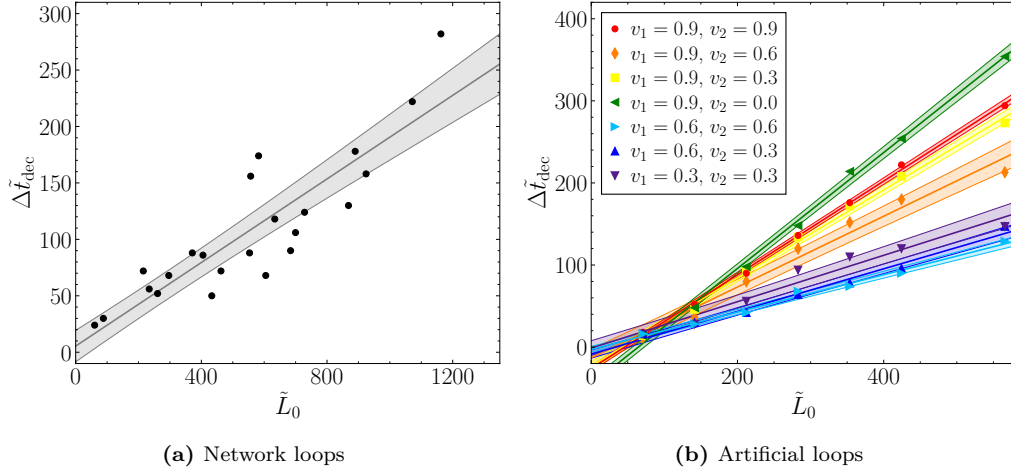 300
250
200
150
100
50
0
Δt̃_dec
0 400 800 1200
L̃₀
(a) Network loops
400
300
200
100
0
Δt̃_dec
v₁ = 0.9, v₂ = 0.9
v₁ = 0.9, v₂ = 0.6
v₁ = 0.9, v₂ = 0.3
v₁ = 0.9, v₂ = 0.0
v₁ = 0.6, v₂ = 0.6
v₁ = 0.6, v₂ = 0.3
v₁ = 0.3, v₂ = 0.3
0 200 400
L̃₀
(b) Artificial loops